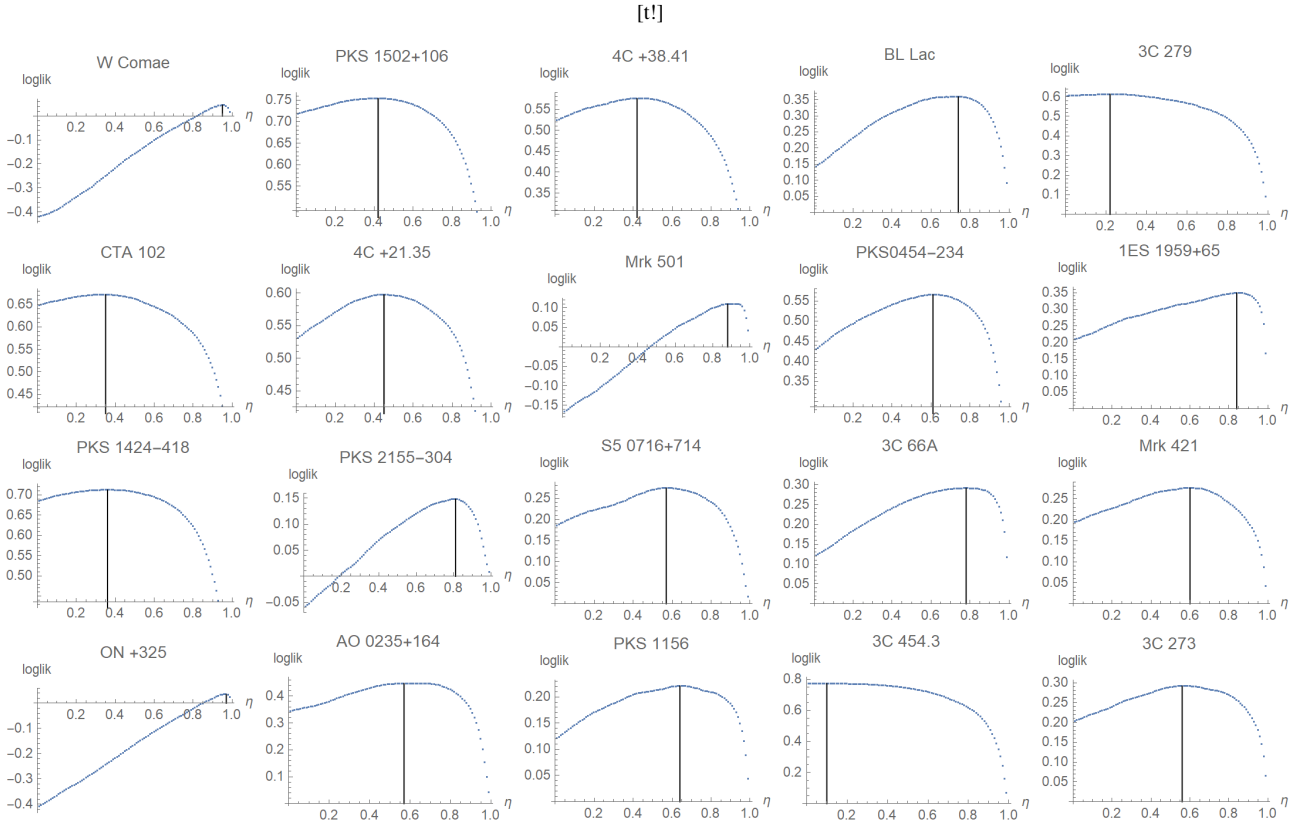 [t!]
W Comae
loglik
−0.1
−0.2
−0.3
−0.4
0.2 0.4 0.6 0.8 1.0 η
PKS 1502+106
loglik
0.75
0.70
0.65
0.60
0.55
0.2 0.4 0.6 0.8 1.0 η
4C +38.41
loglik
0.55
0.50
0.45
0.40
0.35
0.2 0.4 0.6 0.8 1.0 η
BL Lac
loglik
0.35
0.30
0.25
0.20
0.15
0.10
0.05
0.2 0.4 0.6 0.8 1.0 η
3C 279
loglik
0.6
0.5
0.4
0.3
0.2
0.1
0.2 0.4 0.6 0.8 1.0 η
CTA 102
loglik
0.65
0.60
0.55
0.50
0.45
0.2 0.4 0.6 0.8 1.0 η
4C +21.35
loglik
0.60
0.55
0.50
0.45
0.2 0.4 0.6 0.8 1.0 η
Mrk 501
loglik
0.10
0.05
−0.05
−0.10
−0.15
0.2 0.4 0.6 0.8 1.0 η
PKS0454−234
loglik
0.55
0.50
0.45
0.40
0.35
0.2 0.4 0.6 0.8 1.0 η
1ES 1959+65
loglik
0.35
0.30
0.25
0.20
0.15
0.10
0.05
0.2 0.4 0.6 0.8 1.0 η
PKS 1424−418
loglik
0.70
0.65
0.60
0.55
0.50
0.2 0.4 0.6 0.8 1.0 η
PKS 2155−304
loglik
0.15
0.10
0.05
−0.05
0.2 0.4 0.6 0.8 1.0 η
S5 0716+714
loglik
0.25
0.20
0.15
0.10
0.05
0.2 0.4 0.6 0.8 1.0 η
3C 66A
loglik
0.30
0.25
0.20
0.15
0.10
0.05
0.2 0.4 0.6 0.8 1.0 η
Mrk 421
loglik
0.25
0.20
0.15
0.10
0.05
0.2 0.4 0.6 0.8 1.0 η
ON +325
loglik
−0.1
−0.2
−0.3
−0.4
0.2 0.4 0.6 0.8 1.0 η
AO 0235+164
loglik
0.4
0.3
0.2
0.1
0.2 0.4 0.6 0.8 1.0 η
PKS 1156
loglik
0.20
0.15
0.10
0.05
0.2 0.4 0.6 0.8 1.0 η
3C 454.3
loglik
0.8
0.6
0.4
0.2
0.2 0.4 0.6 0.8 1.0 η
3C 273
loglik
0.30
0.25
0.20
0.15
0.10
0.05
0.2 0.4 0.6 0.8 1.0 η